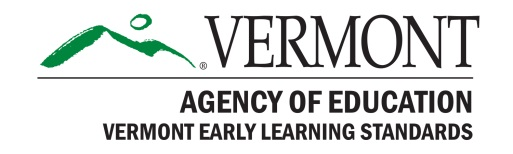 VERMONT
®
AGENCY OF EDUCATION
VERMONT EARLY LEARNING STANDARDS